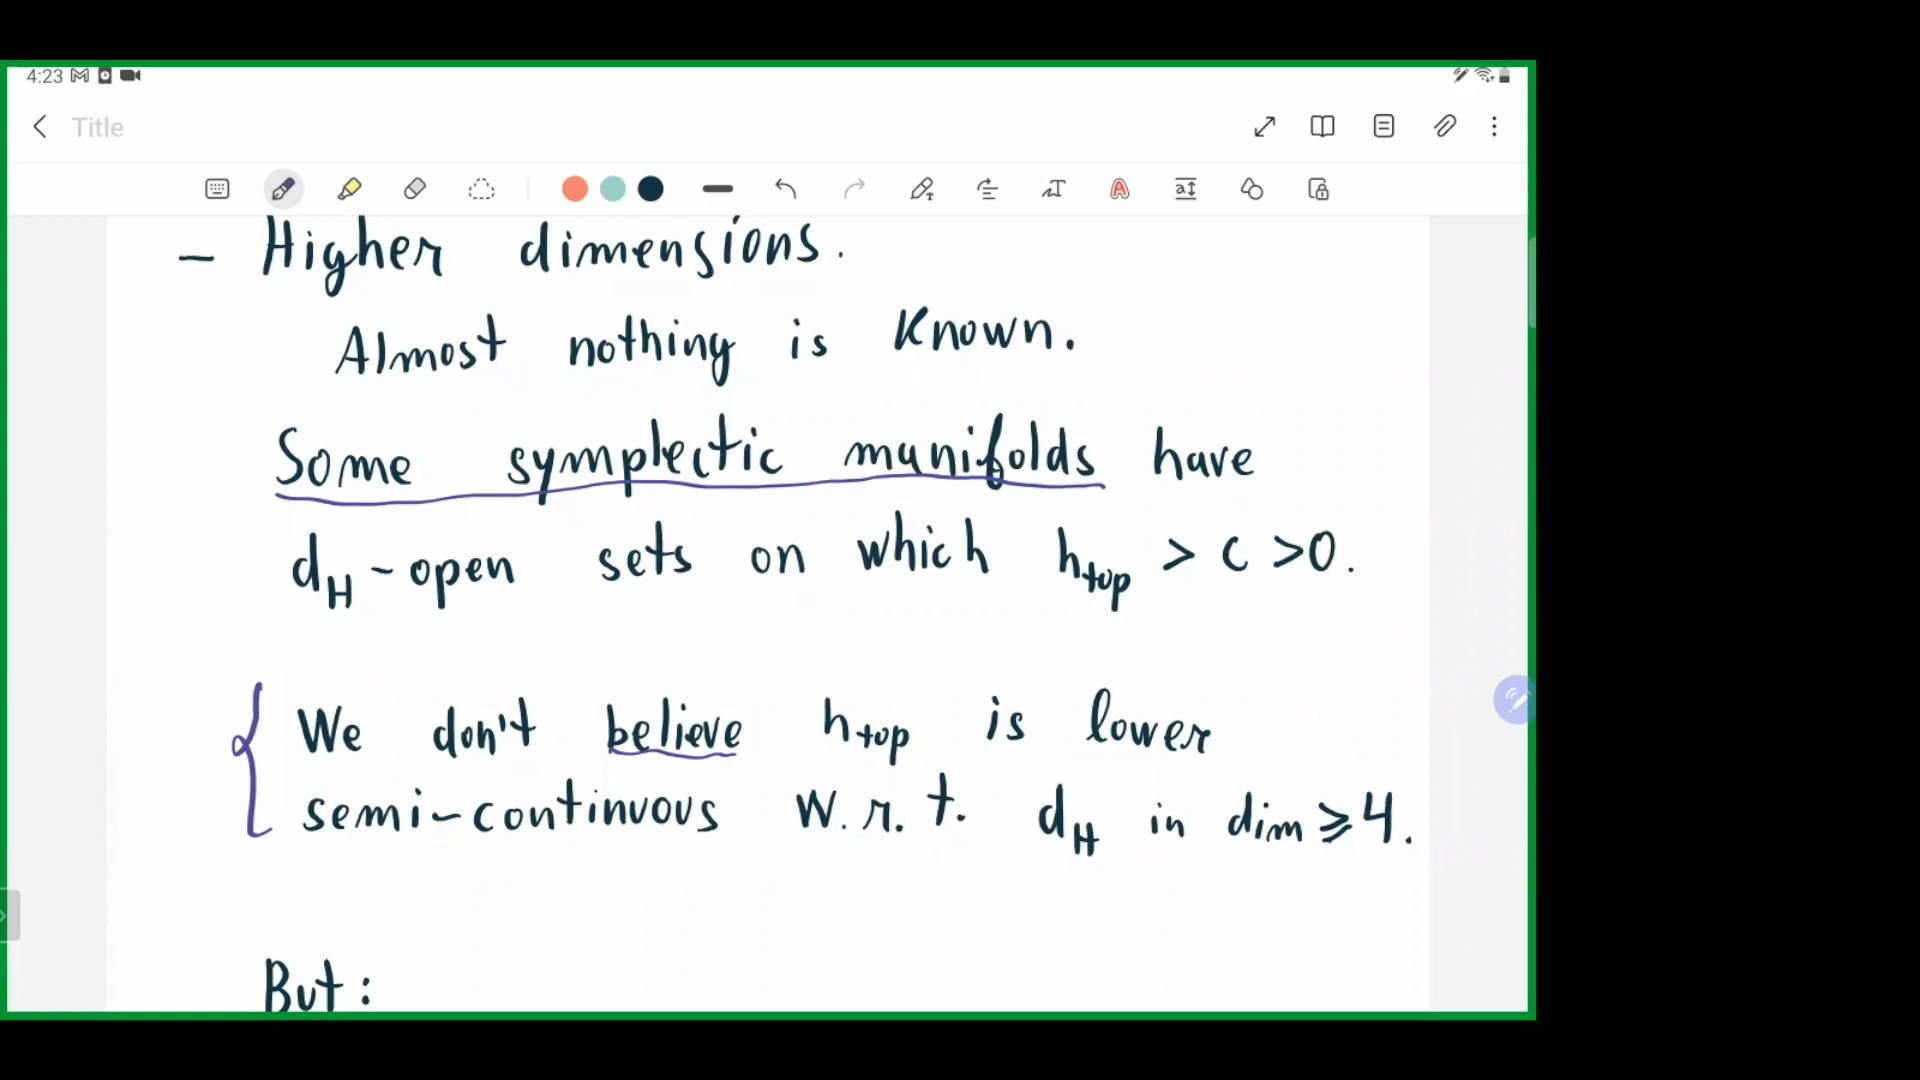 4:23
Title
– Higher dimensions.
Almost nothing is known.
Some symplectic manifolds have
d_H-open sets on which h_top > c > 0.
We don't believe h_top is lower
semi-continuous w.r.t. d_H in dim ⩾ 4.
But: